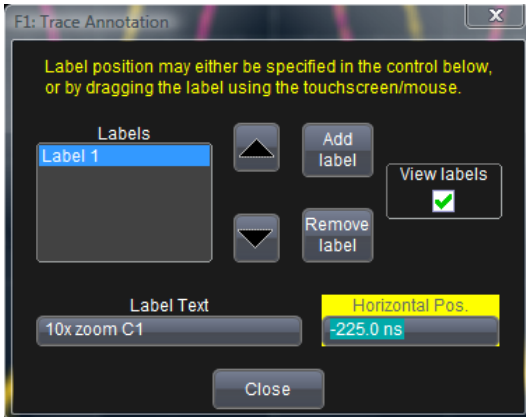 F1: Trace Annotation
x
Label position may either be specified in the control below,
or by dragging the label using the touchscreen/mouse.
Labels
Label 1
Add
label
View labels
Remove
label
Label Text
10x zoom C1
Horizontal Pos.
-225.0 ns
Close